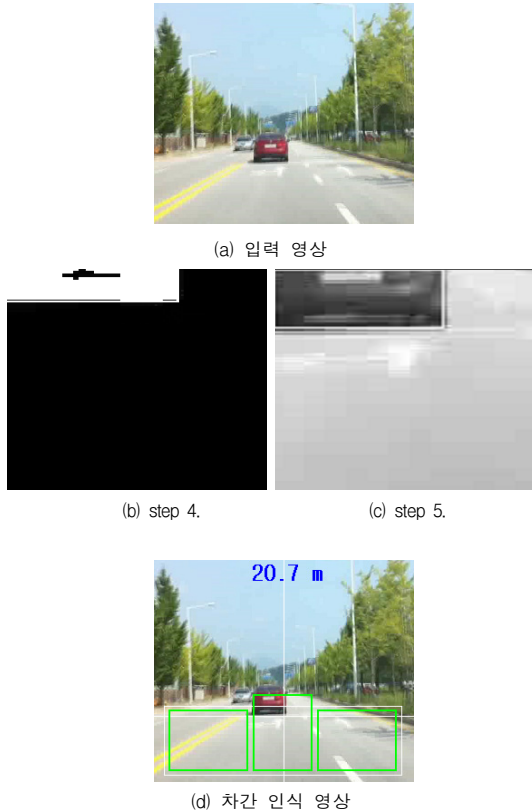 (a) 입력 영상
(b) step 4.
(c) step 5.
20.7 m
(d) 차간 인식 영상